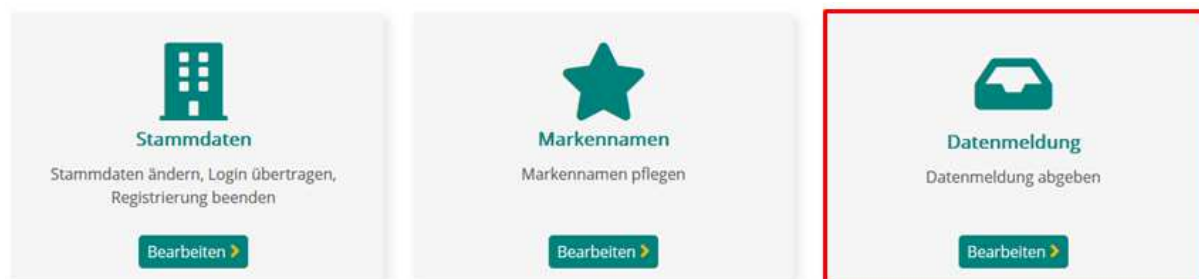 Stammdaten
Stammdaten ändern, Login übertragen,
Registrierung beenden
Bearbeiten >
Markennamen
Markennamen pflegen
Bearbeiten >
Datenmeldung
Datenmeldung abgeben
Bearbeiten >